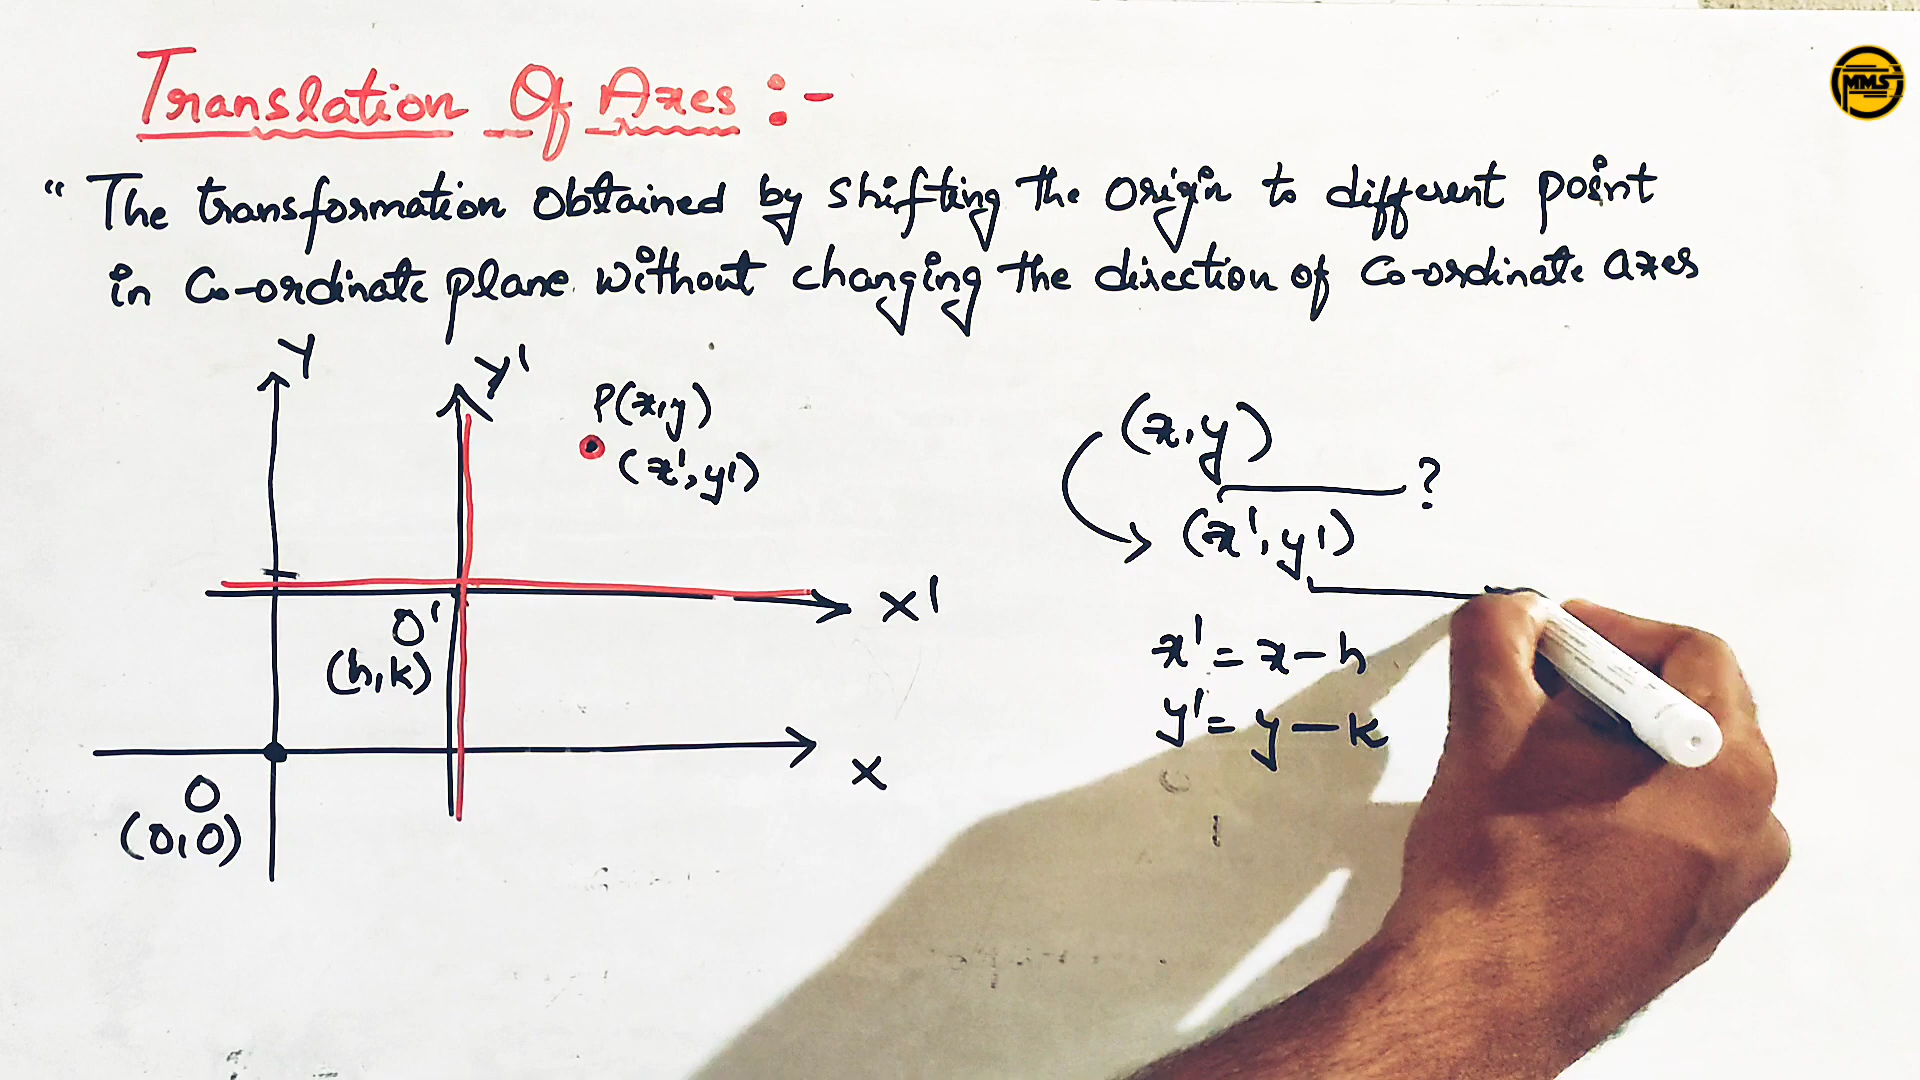 Translation Of Axes :-
“ The transformation obtained by shifting the origin to different point
in Co-ordinate plane without changing the direction of Co-ordinate axes
Y
Y'
P(x,y)
(x',y')
X'
O'
(h,k)
X
O
(0,0)
(x,y)
?
(x',y')
x' = x-h
y' = y-k
MMS